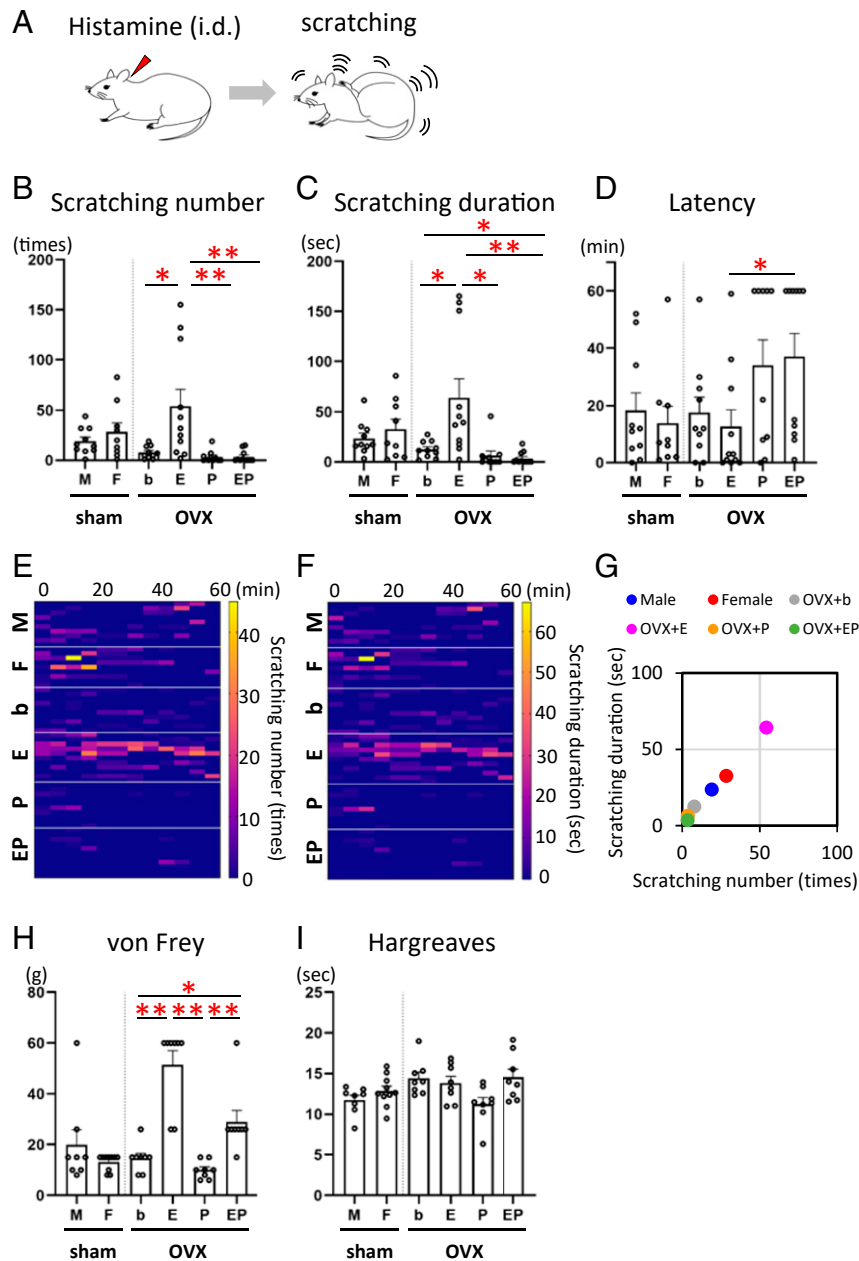 A
Histamine (i.d.)
scratching
B
Scratching number
(times)
200
150
100
50
0
* ** **
M F b E P EP
sham OVX
C
Scratching duration
(sec)
200
150
100
50
0
* ** * *
M F b E P EP
sham OVX
D
Latency
(min)
60
40
20
0
*
M F b E P EP
sham OVX
E
0 20 40 60 (min)
M
F
b
E
P
EP
40
30
20
10
0
Scratching number (times)
F
0 20 40 60 (min)
M
F
b
E
P
EP
60
50
40
30
20
10
0
Scratching duration (sec)
G
Male Female OVX+b
OVX+E OVX+P OVX+EP
Scratching duration (sec)
100
50
0
0 50 100
Scratching number (times)
H
von Frey
(g)
80
60
40
20
0
*
** ** **
M F b E P EP
sham OVX
I
Hargreaves
(sec)
25
20
15
10
5
0
M F b E P EP
sham OVX